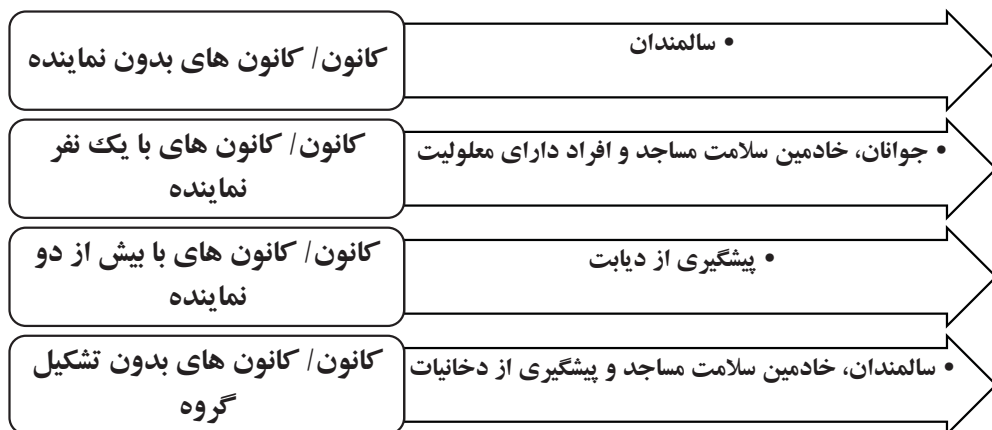 کانون/ کانون های بدون نماینده
• سالمندان
کانون/ کانون های با یک نفر
نماینده
• جوانان، خادمین سلامت مساجد و افراد دارای معلولیت
کانون/ کانون های با بیش از دو
نماینده
• پیشگیری از دیابت
کانون/ کانون های بدون تشکیل
گروه
• سالمندان، خادمین سلامت مساجد و پیشگیری از دخانیات